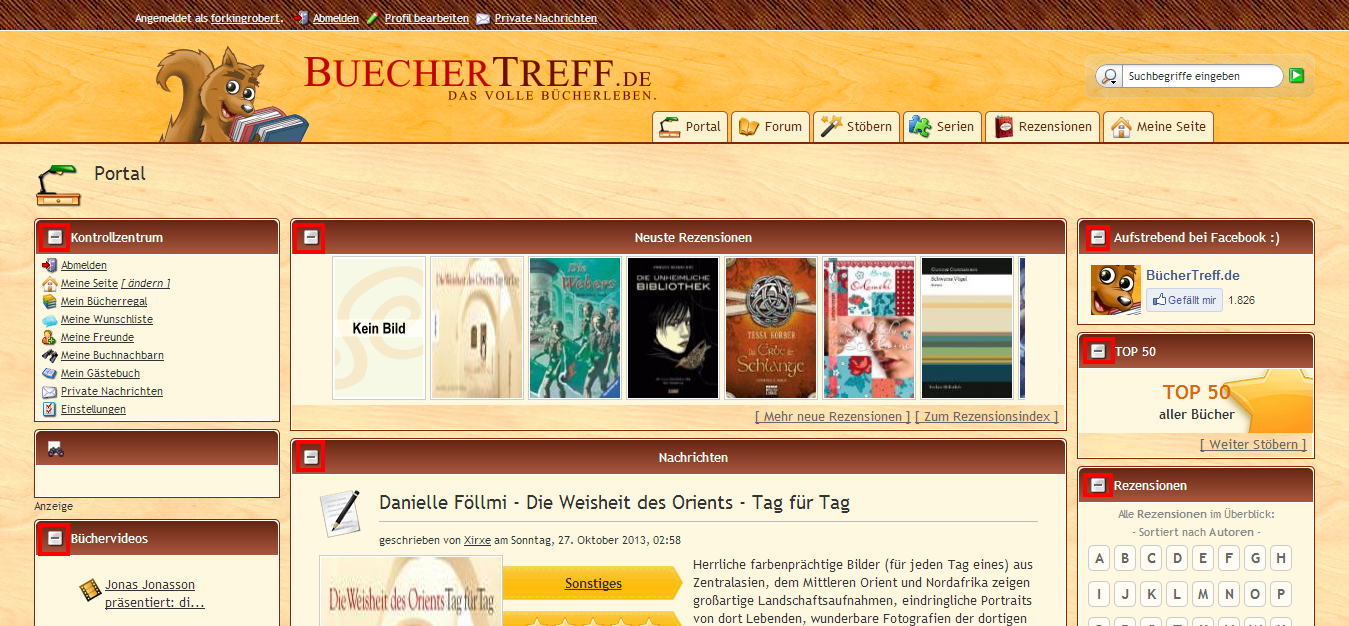 Angemeldet als forkingrobert. Abmelden Profil bearbeiten Private Nachrichten
BUECHERTREFF.DE
DAS VOLLE BÜCHERLEBEN.
Suchbegriffe eingeben
Portal Forum Stöbern Serien Rezensionen Meine Seite
Portal
Kontrollzentrum
Abmelden
Meine Seite [ ändern ]
Mein Bücherregal
Meine Wunschliste
Meine Freunde
Meine Buchnachbarn
Mein Gästebuch
Private Nachrichten
Einstellungen
Anzeige
Büchervideos
Jonas Jonasson
präsentiert: di...
Neuste Rezensionen
Kein Bild
Die Weisheit des Orients Tag für Tag
Die
Webers
DIE UNHEIMLICHE
BIBLIOTHEK
TESSA KORBER
Das Erbe der
Schlange
[ Mehr neue Rezensionen ] [ Zum Rezensionsindex ]
Nachrichten
Danielle Föllmi - Die Weisheit des Orients - Tag für Tag
geschrieben von Xirxe am Sonntag, 27. Oktober 2013, 02:58
Die Weisheit des Orients Tag für Tag
Sonstiges
Herrliche farbenprächtige Bilder (für jeden Tag eines) aus
Zentralasien, dem Mittleren Orient und Nordafrika zeigen
großartige Landschaftsaufnahmen, eindringliche Portraits
von dort Lebenden, wunderbare Fotografien der dortigen
Aufstrebend bei Facebook :)
BücherTreff.de
Gefällt mir 1.826
TOP 50
TOP 50
aller Bücher
[ Weiter Stöbern ]
Rezensionen
Alle Rezensionen im Überblick:
- Sortiert nach Autoren -
A B C D E F G H
I J K L M N O P